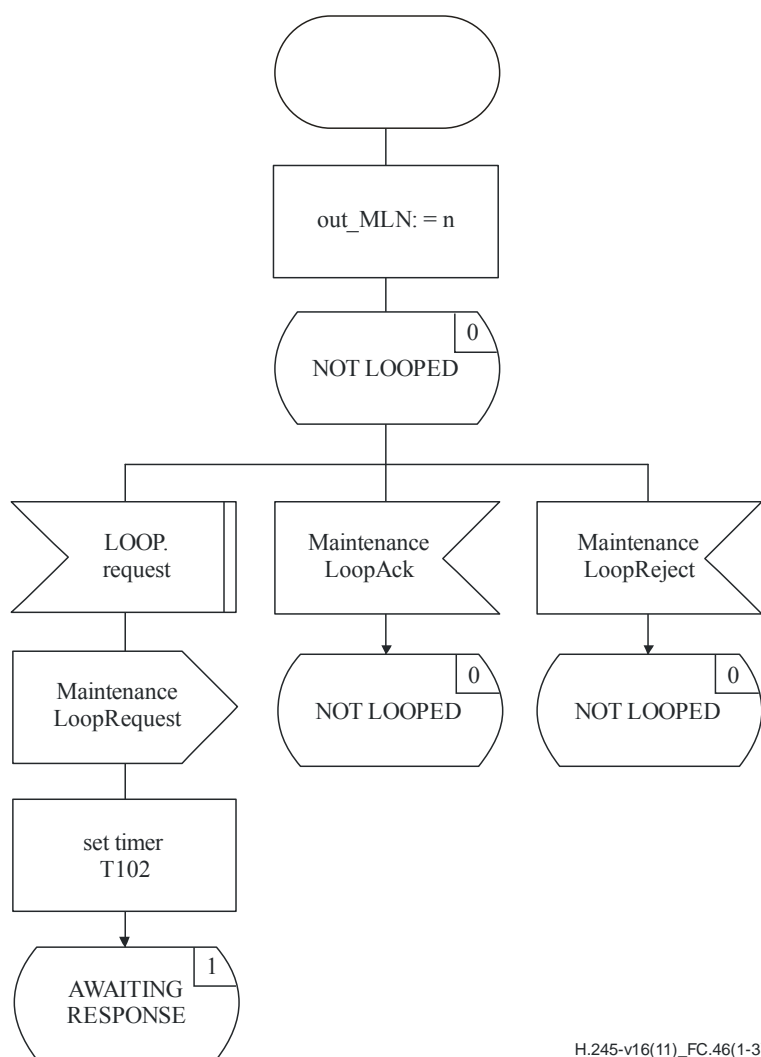 out_MLN: = n
0
NOT LOOPED
LOOP.
request
Maintenance
LoopAck
Maintenance
LoopReject
Maintenance
LoopRequest
0
NOT LOOPED
0
NOT LOOPED
set timer
T102
1
AWAITING
RESPONSE
H.245-v16(11)_FC.46(1-3